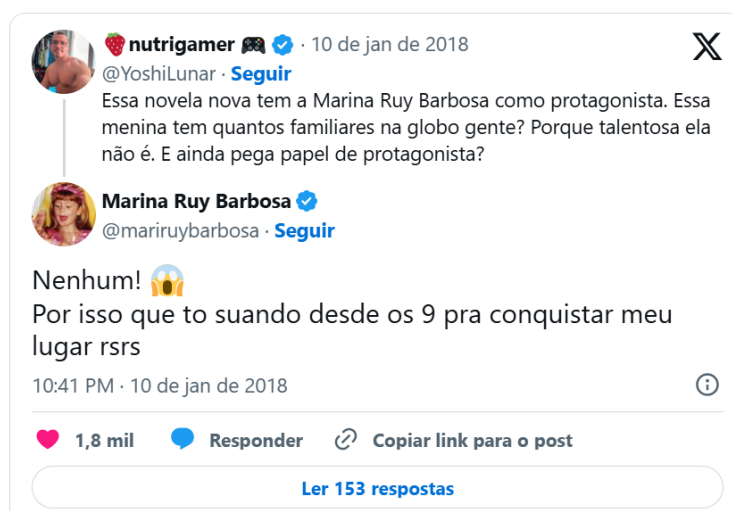 🍓nutrigamer 🎮 · 10 de jan de 2018
@YoshiLunar · Seguir
Essa novela nova tem a Marina Ruy Barbosa como protagonista. Essa
menina tem quantos familiares na globo gente? Porque talentosa ela
não é. E ainda pega papel de protagonista?
Marina Ruy Barbosa
@mariruybarbosa · Seguir
Nenhum! 😱
Por isso que to suando desde os 9 pra conquistar meu
lugar rsrs
10:41 PM · 10 de jan de 2018
1,8 mil Responder Copiar link para o post
Ler 153 respostas